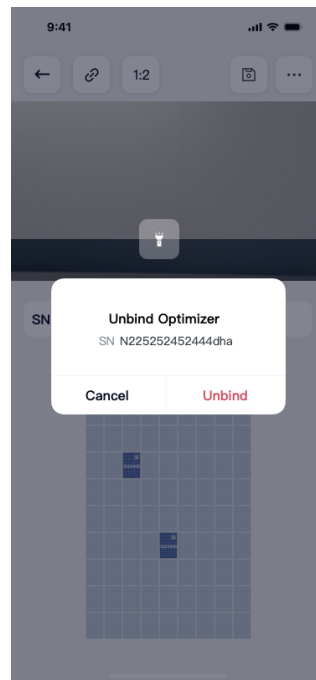 9:41
1:2
SN
Unbind Optimizer
SN N225252452444dha
Cancel
Unbind